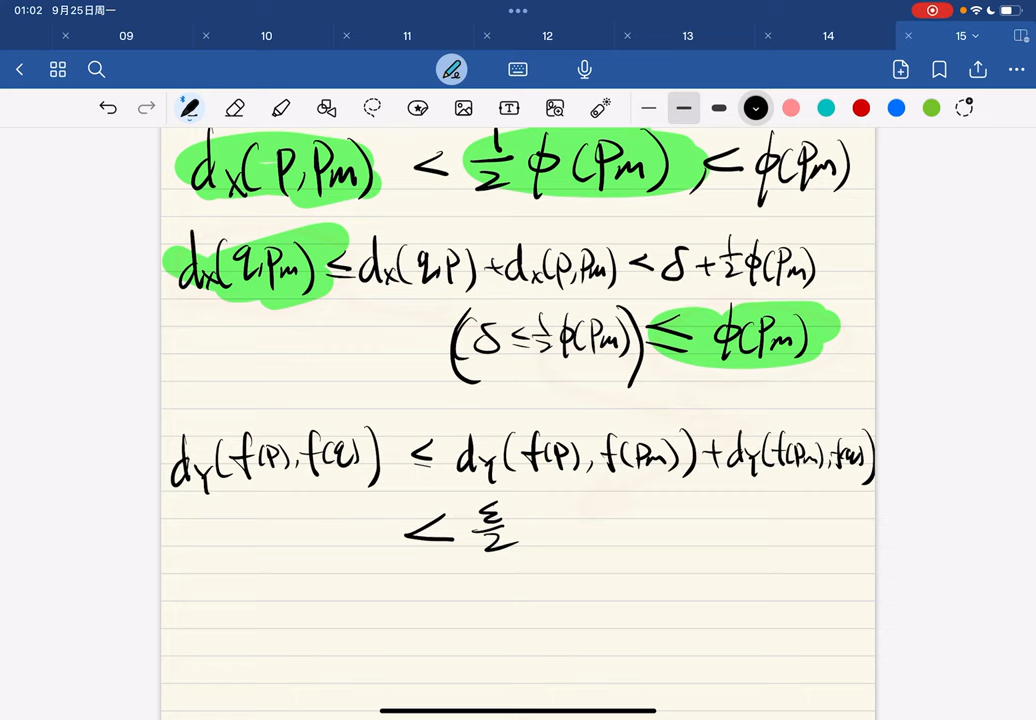 01:02 9月25日周一
09 10 11 12 13 14 15
T
d_X(p, p_m) < 1/2 φ(p_m) < φ(p_m)
d_X(q, p_m) ≤ d_X(q, p) + d_X(p, p_m) < δ + 1/2 φ(p_m)
(δ ≤ 1/2 φ(p_m)) ≤ φ(p_m)
d_Y(f(p), f(q)) ≤ d_Y(f(p), f(p_m)) + d_Y(f(p_m), f(q))
< ε/2